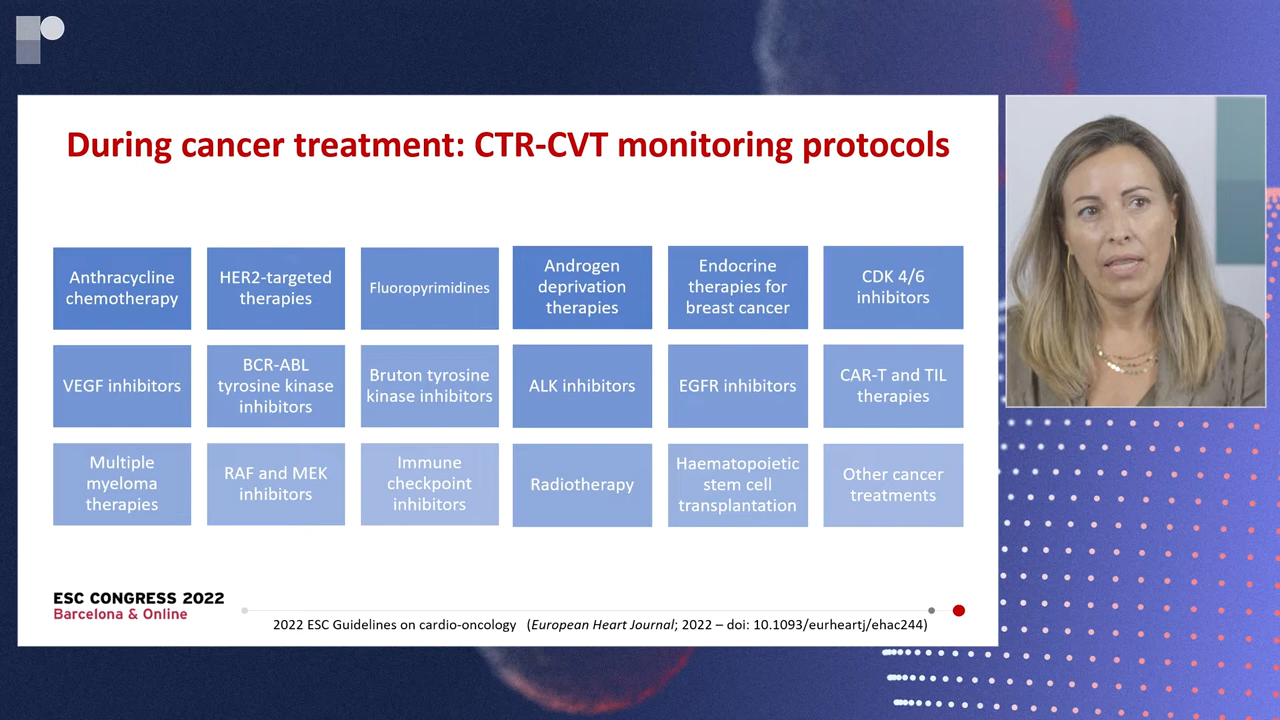 During cancer treatment: CTR-CVT monitoring protocols
Anthracycline
chemotherapy
HER2-targeted
therapies
Fluoropyrimidines
Androgen
deprivation
therapies
Endocrine
therapies for
breast cancer
CDK 4/6
inhibitors
VEGF inhibitors
BCR-ABL
tyrosine kinase
inhibitors
Bruton tyrosine
kinase inhibitors
ALK inhibitors
EGFR inhibitors
CAR-T and TIL
therapies
Multiple
myeloma
therapies
RAF and MEK
inhibitors
Immune
checkpoint
inhibitors
Radiotherapy
Haematopoietic
stem cell
transplantation
Other cancer
treatments
ESC CONGRESS 2022
Barcelona & Online
2022 ESC Guidelines on cardio-oncology (European Heart Journal; 2022 – doi: 10.1093/eurheartj/ehac244)